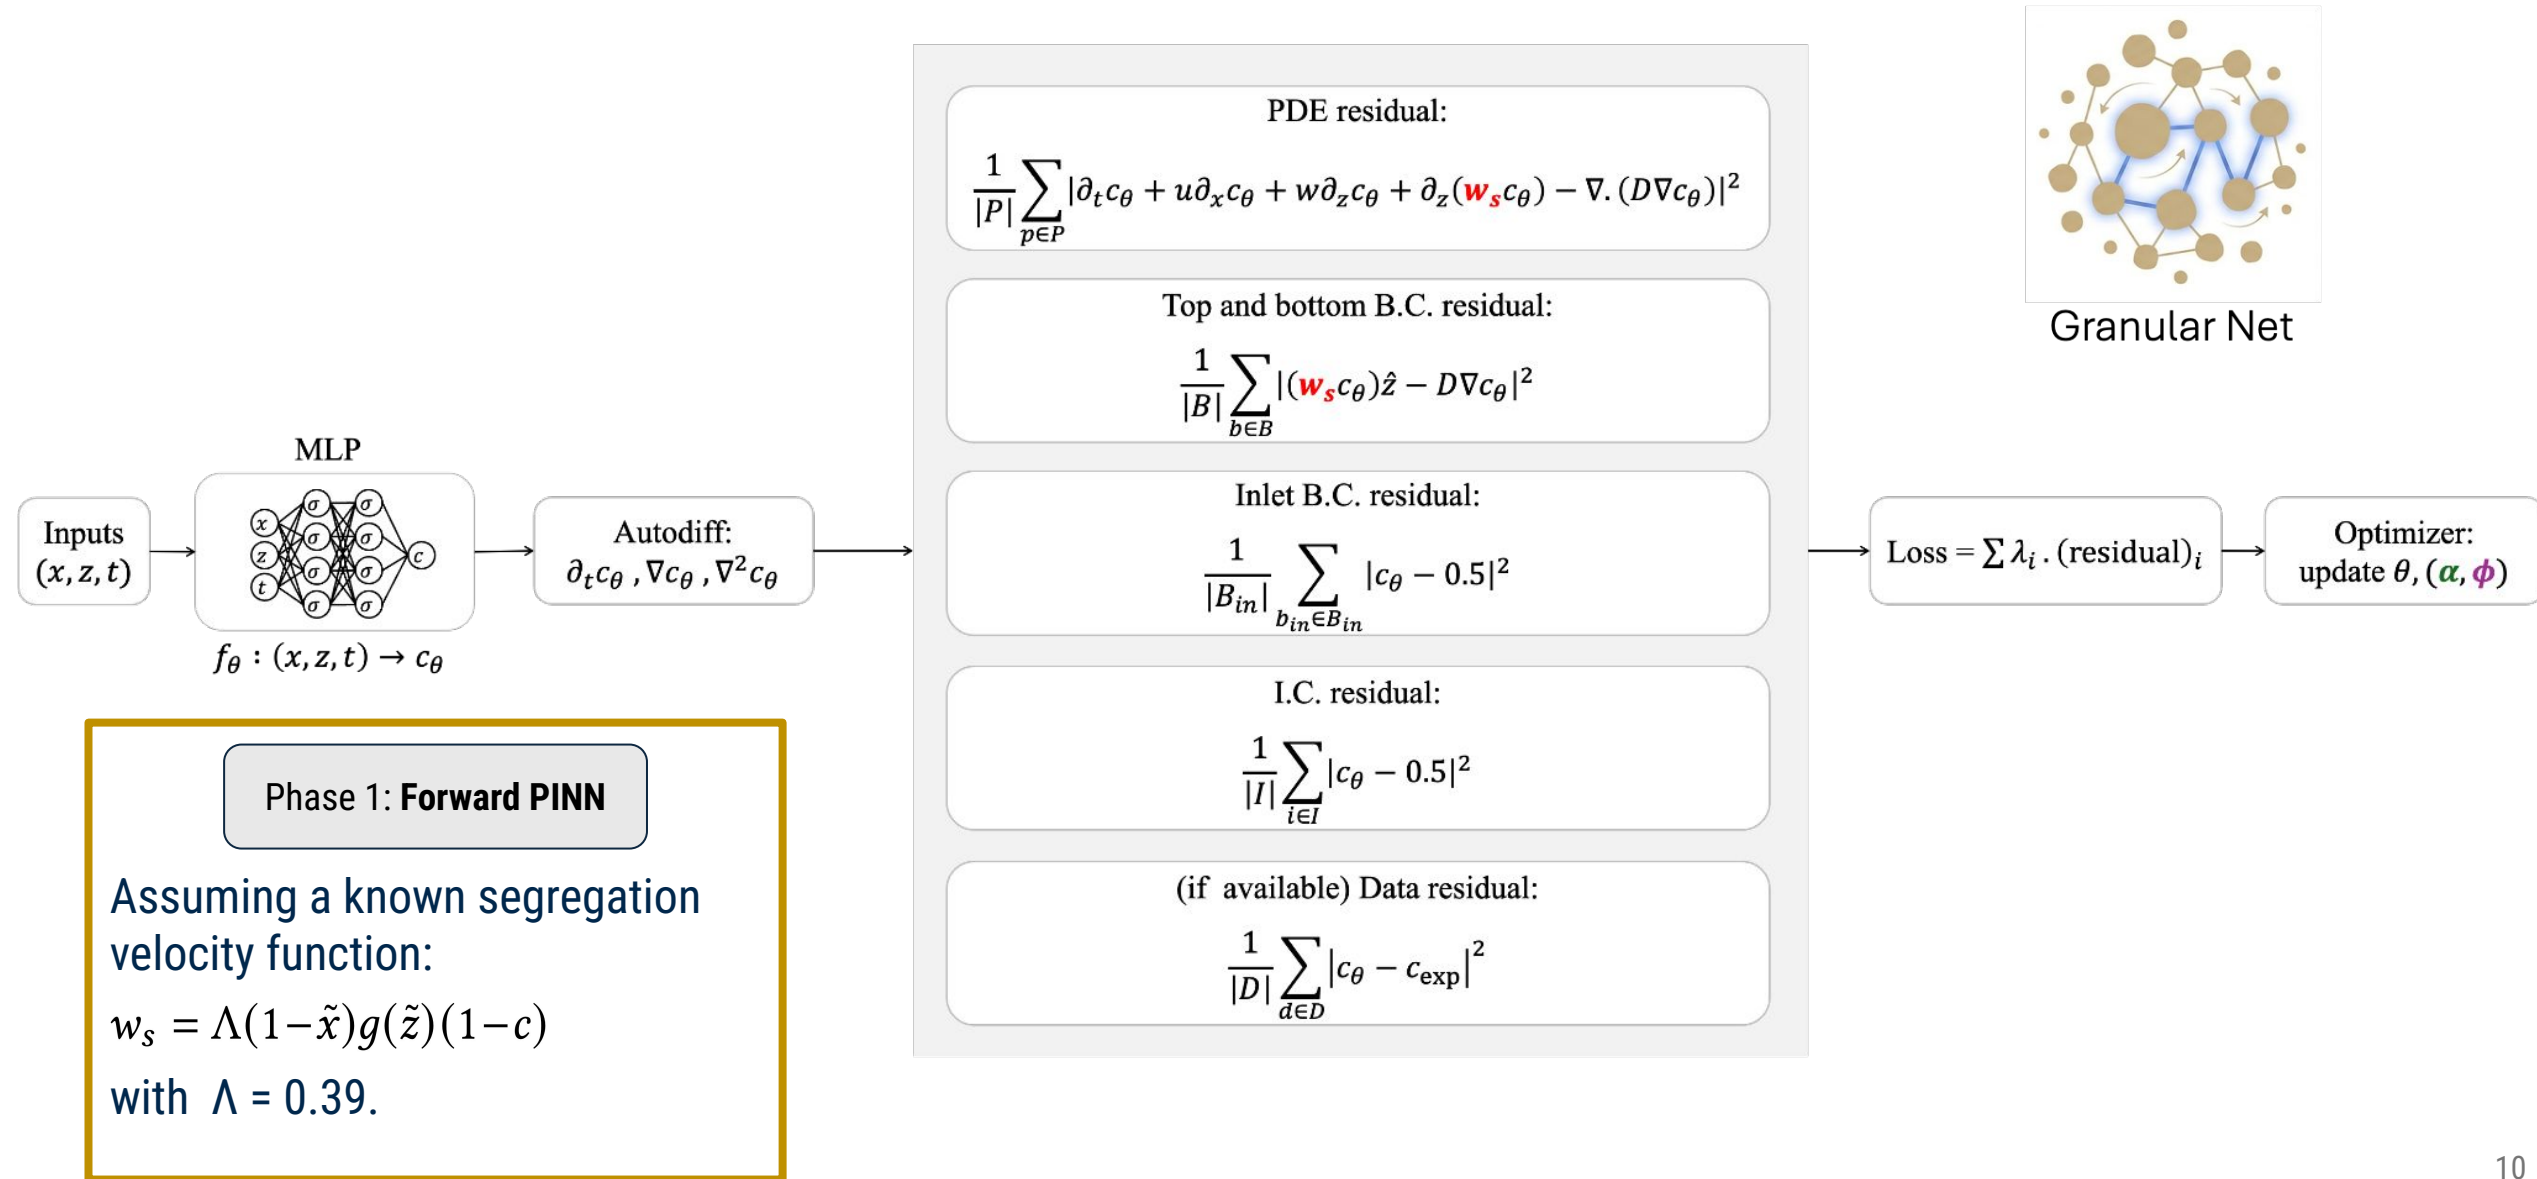 Inputs
(x, z, t)
MLP
x
z
t
σ σ
σ σ
σ σ
σ σ
c
f_θ : (x, z, t) → c_θ
Autodiff:
∂_t c_θ , ∇c_θ , ∇²c_θ
PDE residual:
1/|P| ∑_{p∈P} |∂_t c_θ + u∂_x c_θ + w∂_z c_θ + ∂_z(w_s c_θ) − ∇. (D∇c_θ)|²
Top and bottom B.C. residual:
1/|B| ∑_{b∈B} |(w_s c_θ)ẑ − D∇c_θ|²
Inlet B.C. residual:
1/|B_in| ∑_{b_in∈B_in} |c_θ − 0.5|²
I.C. residual:
1/|I| ∑_{i∈I} |c_θ − 0.5|²
(if available) Data residual:
1/|D| ∑_{d∈D} |c_θ − c_exp|²
Loss = ∑ λ_i . (residual)_i
Optimizer:
update θ, (α, ϕ)
Granular Net
Phase 1: Forward PINN
Assuming a known segregation
velocity function:
w_s = Λ(1−x̃)g(z̃)(1−c)
with Λ = 0.39.
10